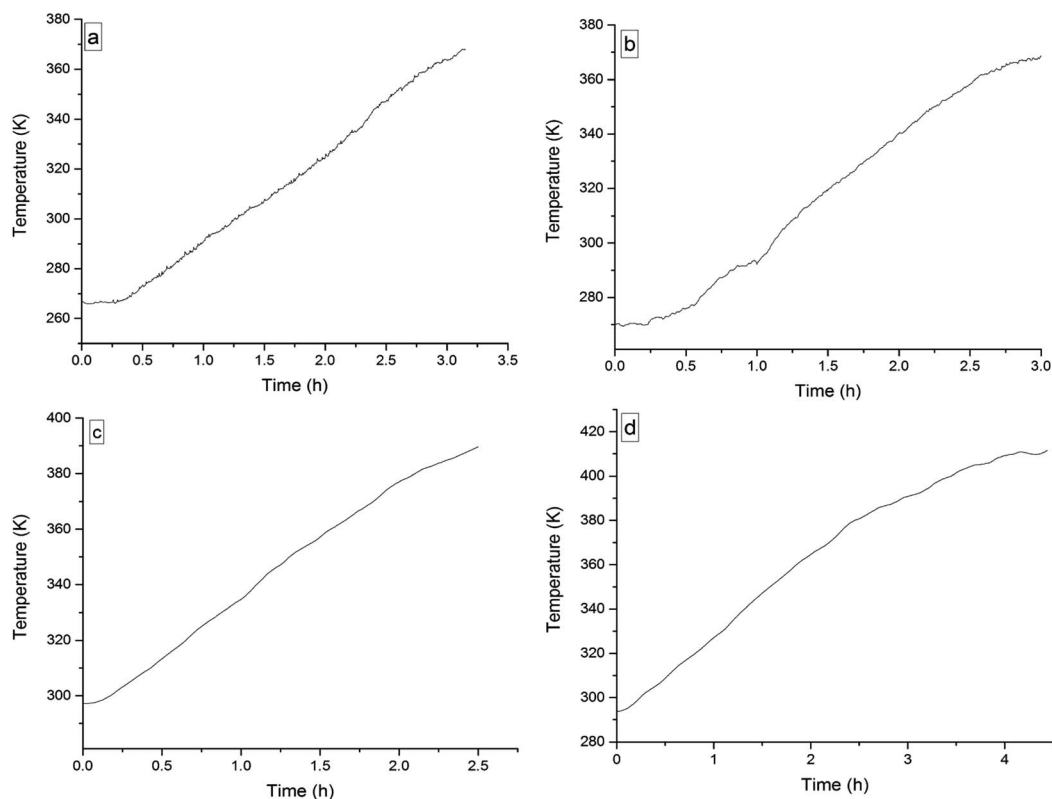 a
380
360
340
320
300
280
260
Temperature (K)
0.0 0.5 1.0 1.5 2.0 2.5 3.0 3.5
Time (h)
b
380
360
340
320
300
280
Temperature (K)
0.0 0.5 1.0 1.5 2.0 2.5 3.0
Time (h)
c
400
380
360
340
320
300
Temperature (K)
0.0 0.5 1.0 1.5 2.0 2.5
Time (h)
d
420
400
380
360
340
320
300
280
Temperature (K)
0 1 2 3 4
Time (h)